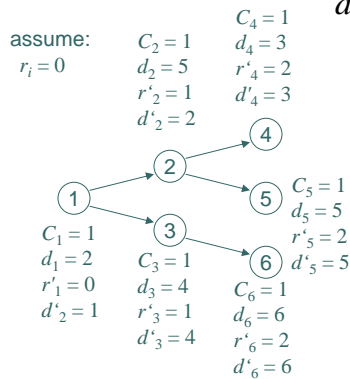 d
assume:
r_i = 0
C_4 = 1
d_4 = 3
r'_4 = 2
d'_4 = 3
C_2 = 1
d_2 = 5
r‘_2 = 1
d‘_2 = 2
4
2
1
5
C_5 = 1
d_5 = 5
r‘_5 = 2
d‘_5 = 5
3
6
C_1 = 1
d_1 = 2
r'_1 = 0
d‘_2 = 1
C_3 = 1
d_3 = 4
r‘_3 = 1
d‘_3 = 4
C_6 = 1
d_6 = 6
r‘_6 = 2
d‘_6 = 6